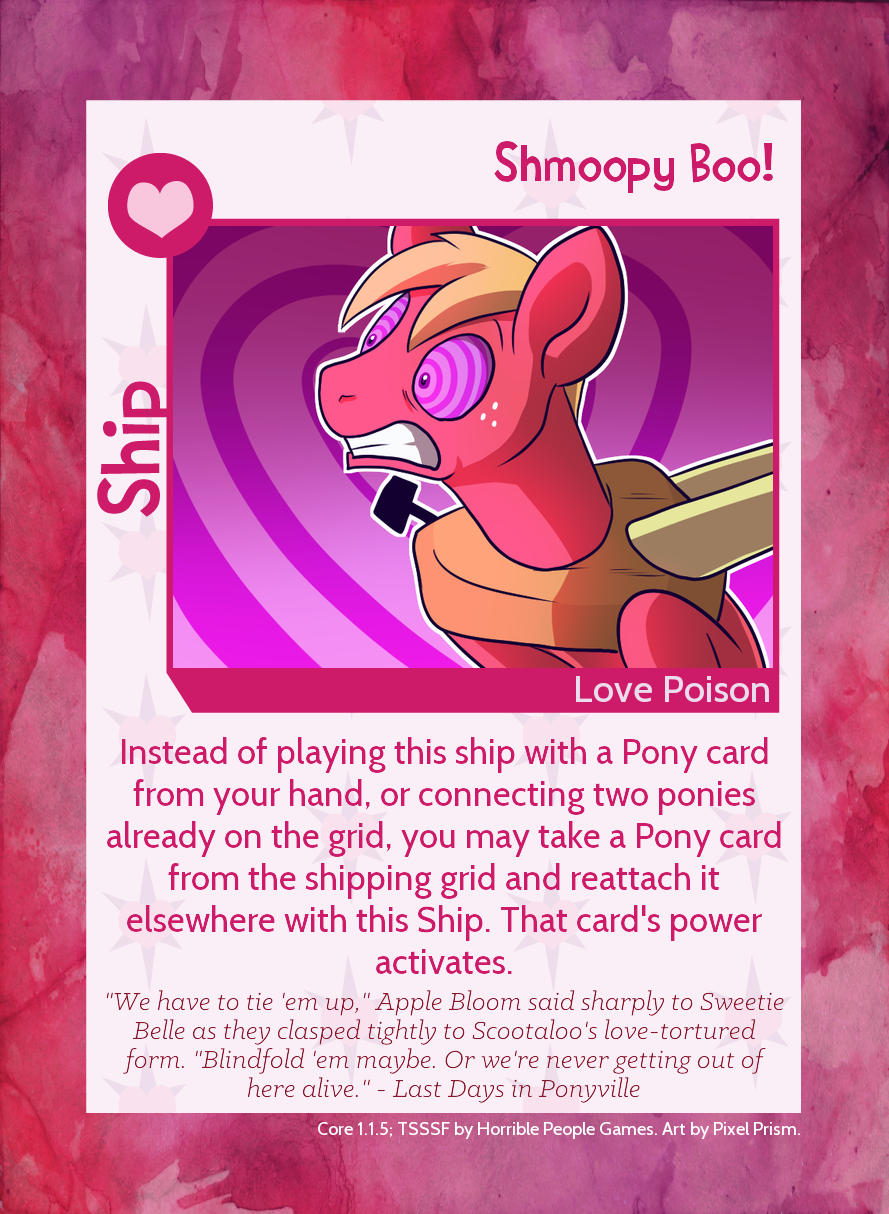 Shmoopy Boo!
Ship
Love Poison
Instead of playing this ship with a Pony card
from your hand, or connecting two ponies
already on the grid, you may take a Pony card
from the shipping grid and reattach it
elsewhere with this Ship. That card's power
activates.
"We have to tie 'em up," Apple Bloom said sharply to Sweetie
Belle as they clasped tightly to Scootaloo's love-tortured
form. "Blindfold 'em maybe. Or we're never getting out of
here alive." - Last Days in Ponyville
Core 1.1.5; TSSSF by Horrible People Games. Art by Pixel Prism.